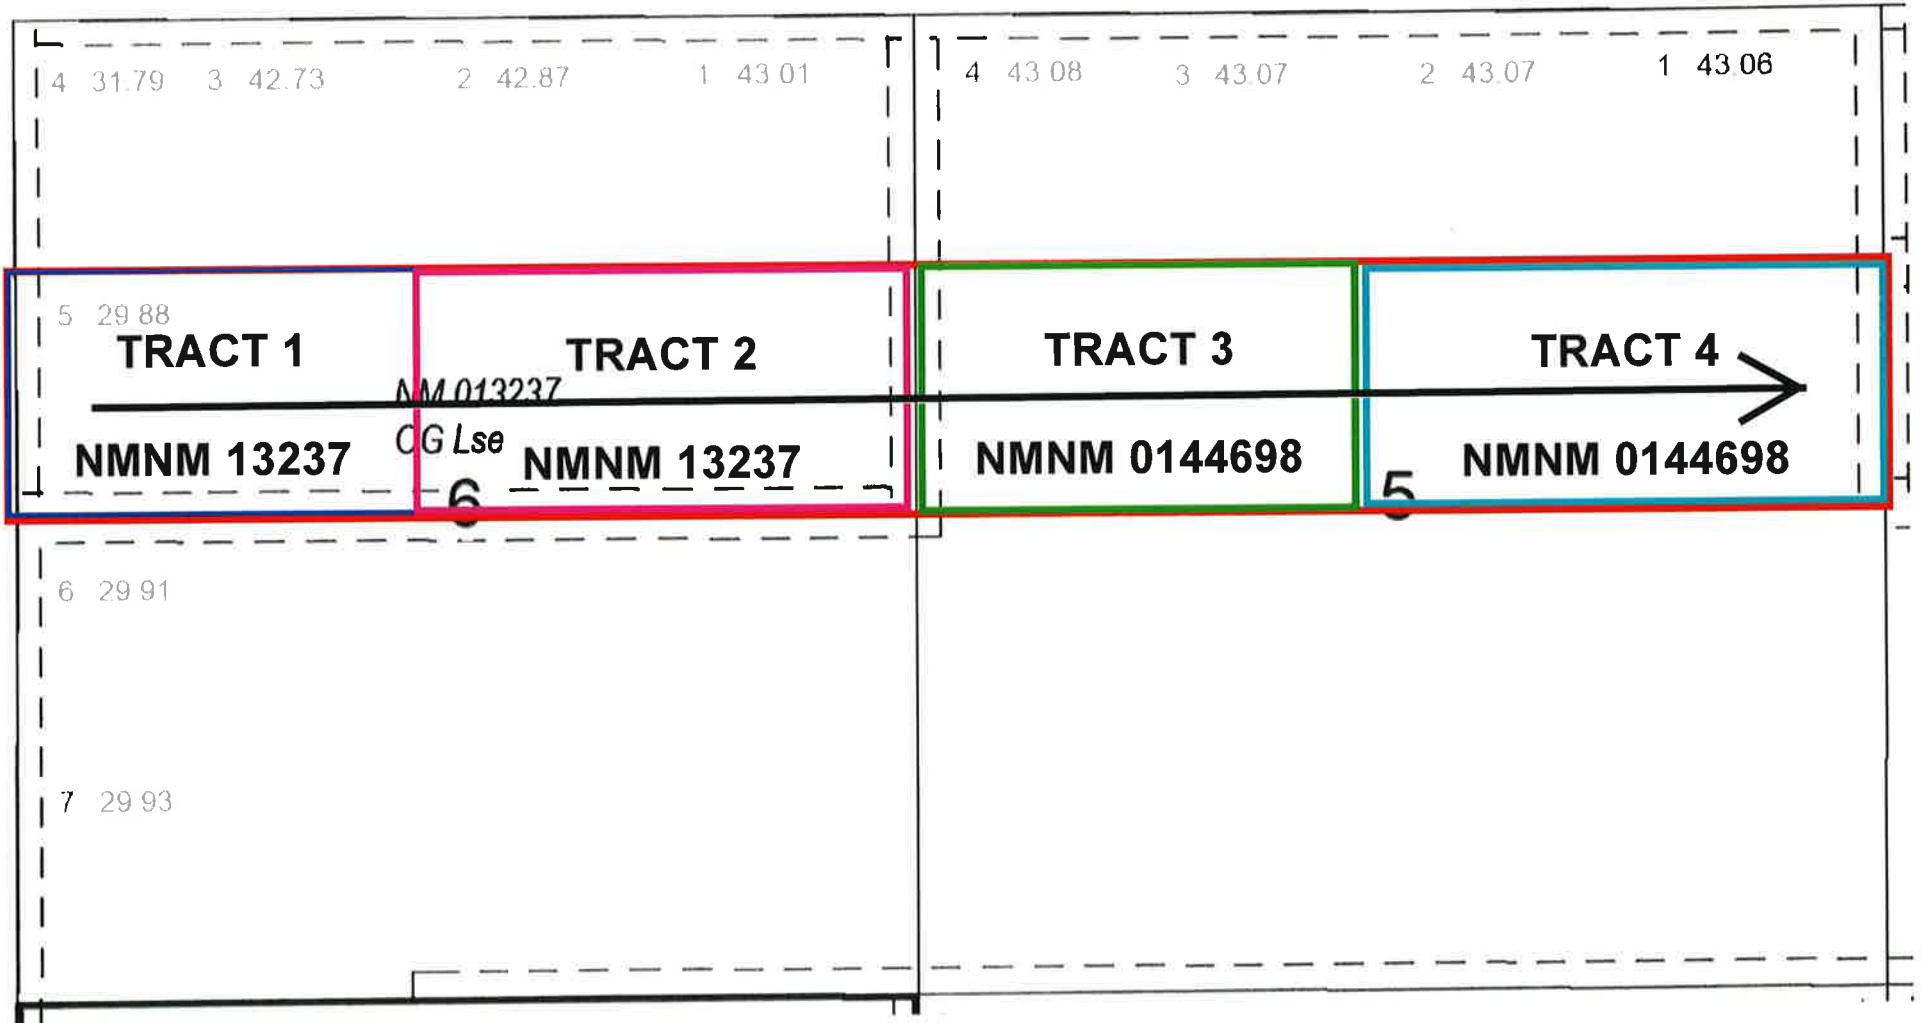 4 31.79 3 42.73 2 42.87 1 43 01 4 43 08 3 43.07 2 43.07 1 43.06
5 29 88
TRACT 1 TRACT 2 TRACT 3 TRACT 4
NM 013237
OG Lse
NMNM 13237 NMNM 13237 NMNM 0144698 NMNM 0144698
6 5
6 29 91
7 29 93